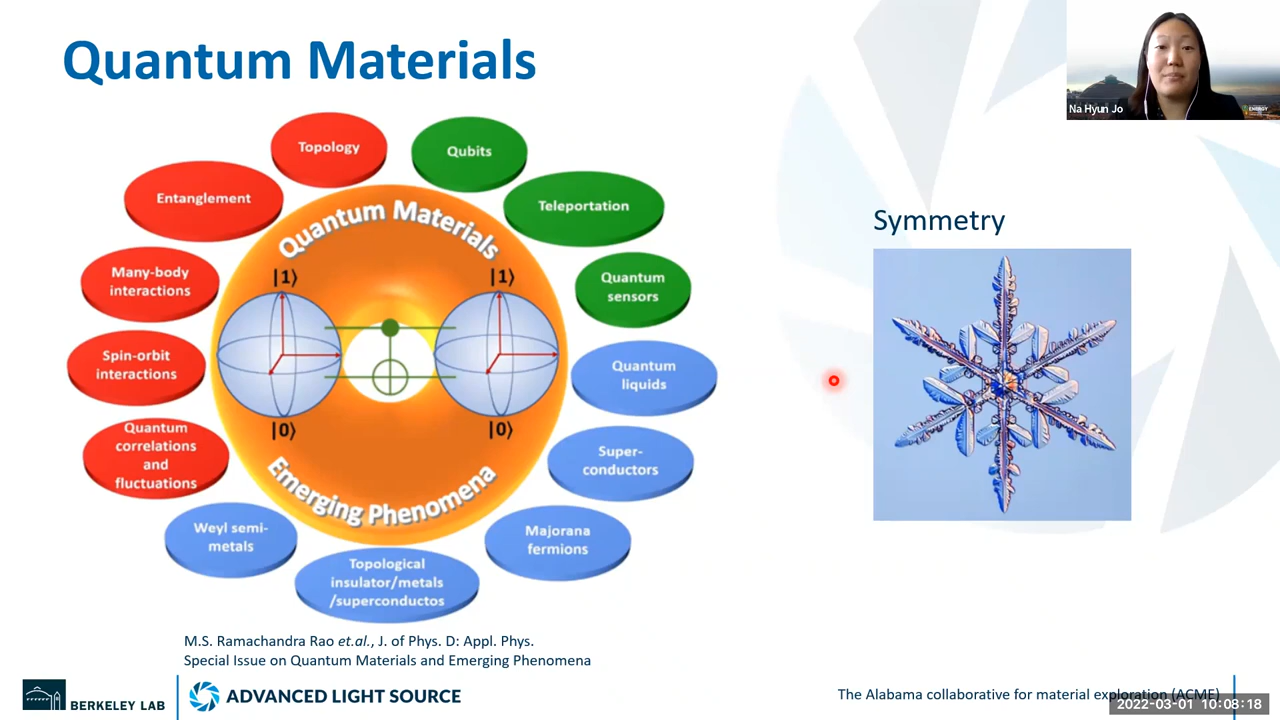 Quantum Materials
Na Hyun Jo
ENERGY
Topology
Qubits
Entanglement
Teleportation
Many-body
interactions
Quantum
sensors
Spin-orbit
interactions
Quantum
liquids
Quantum
correlations
and
fluctuations
Super-
conductors
Weyl semi-
metals
Majorana
fermions
Topological
insulator/metals
/superconductos
Quantum Materials
|1⟩
|1⟩
|0⟩
|0⟩
Emerging Phenomena
Symmetry
M.S. Ramachandra Rao et.al., J. of Phys. D: Appl. Phys.
Special Issue on Quantum Materials and Emerging Phenomena
BERKELEY LAB
ADVANCED LIGHT SOURCE
The Alabama collaborative for material exploration (ACME)
2022-03-01 10:08:18